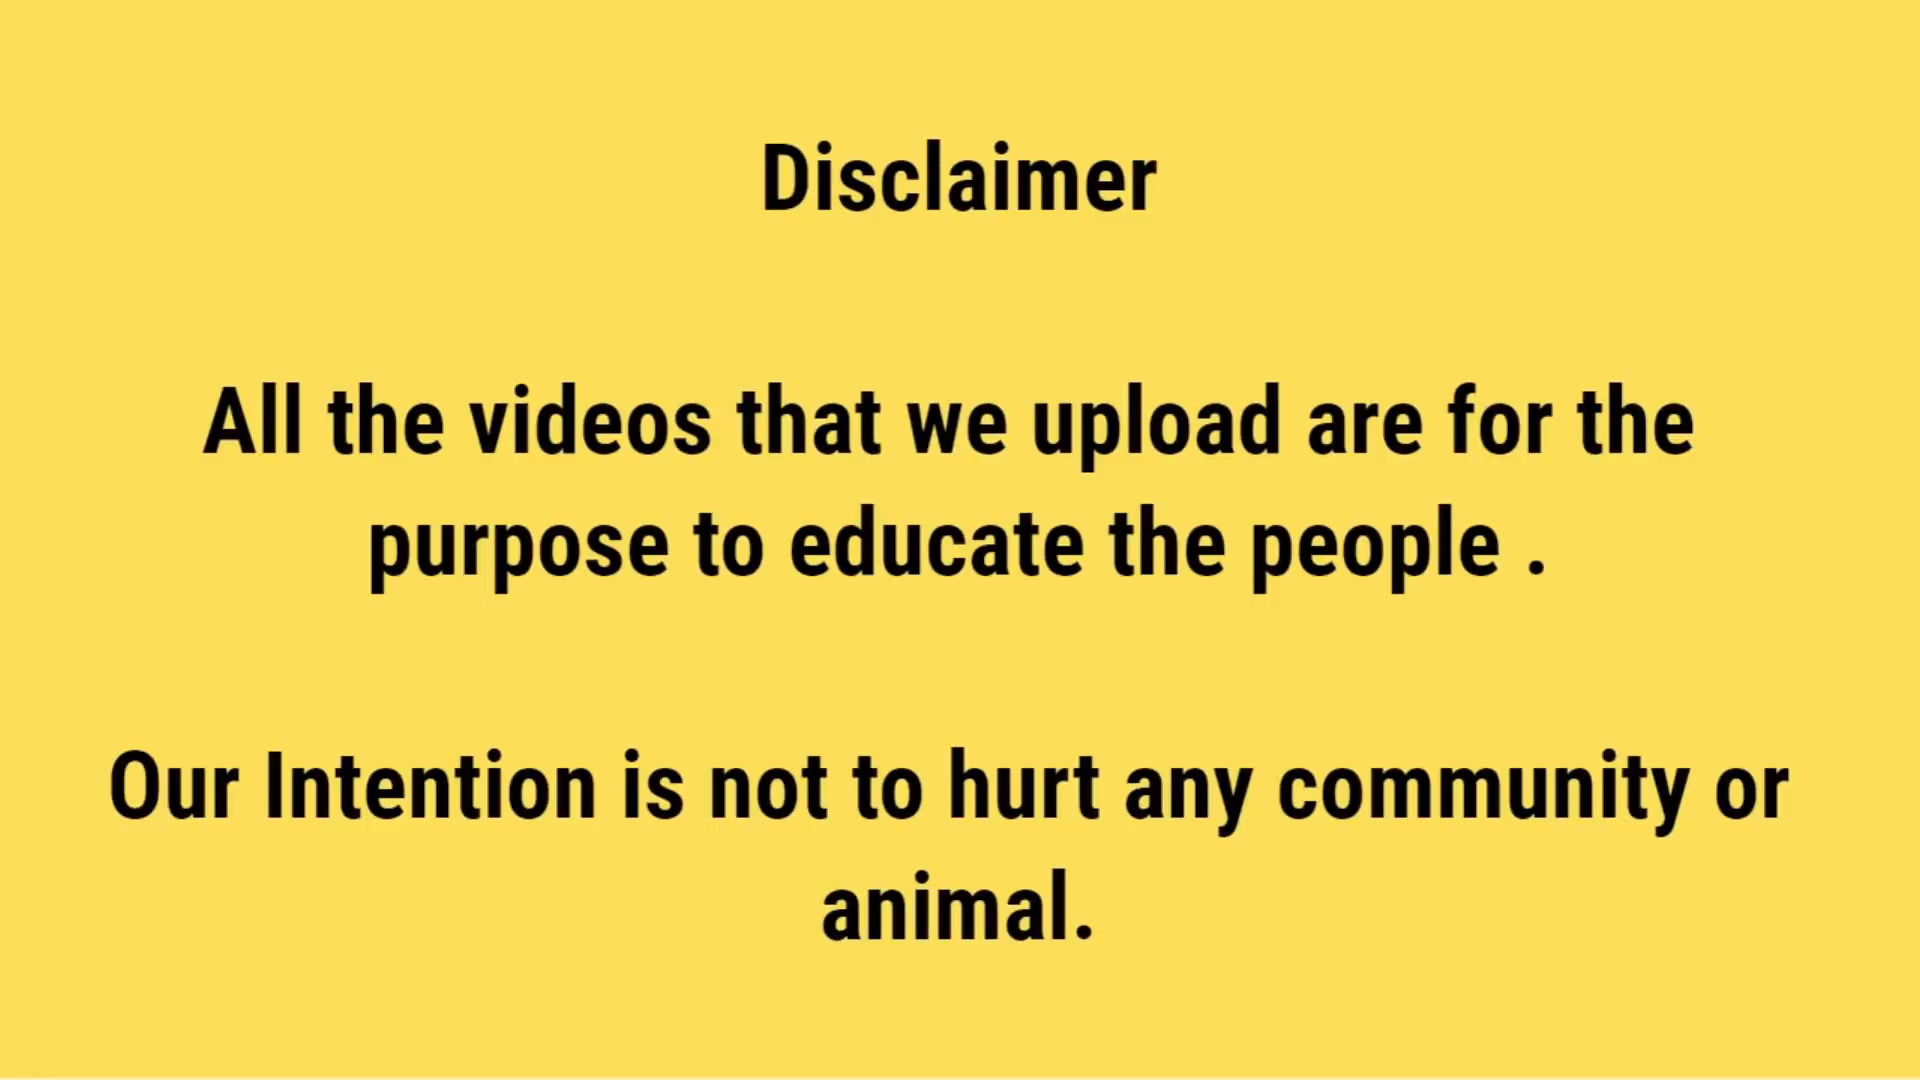 Disclaimer
All the videos that we upload are for the
purpose to educate the people .
Our Intention is not to hurt any community or
animal.